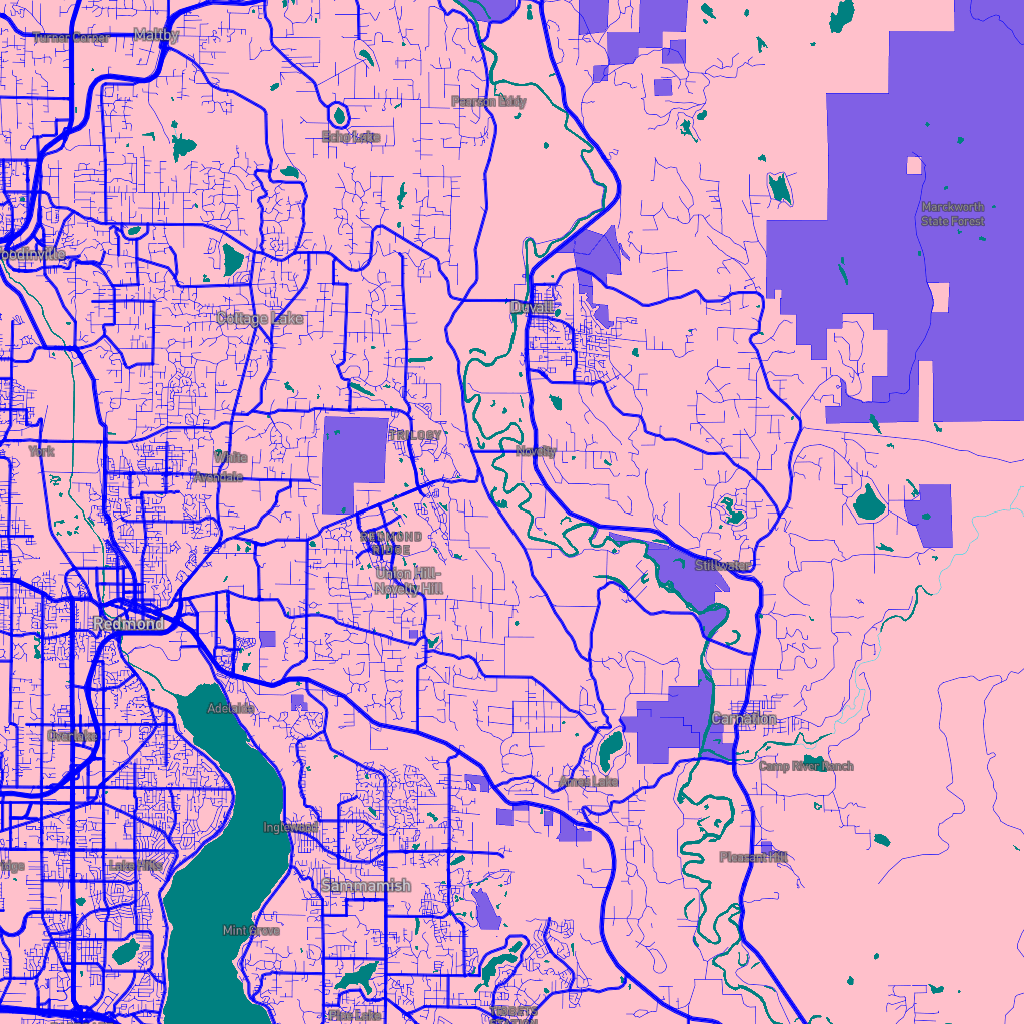 Turner Corner
Maltby
Pearson Eddy
Echo Lake
Marckworth
State Forest
Woodinville
Duvall
Cottage Lake
TRILOGY
York
White
Avondale
Novelty
REDMOND
RIDGE
Union Hill-
Novelty Hill
Stillwater
Redmond
Adelaide
Carnation
Overlake
Camp River Ranch
Ames Lake
Inglewood
Pleasant Hill
Lake Hills
Sammamish
Mint Grove
Pine Lake